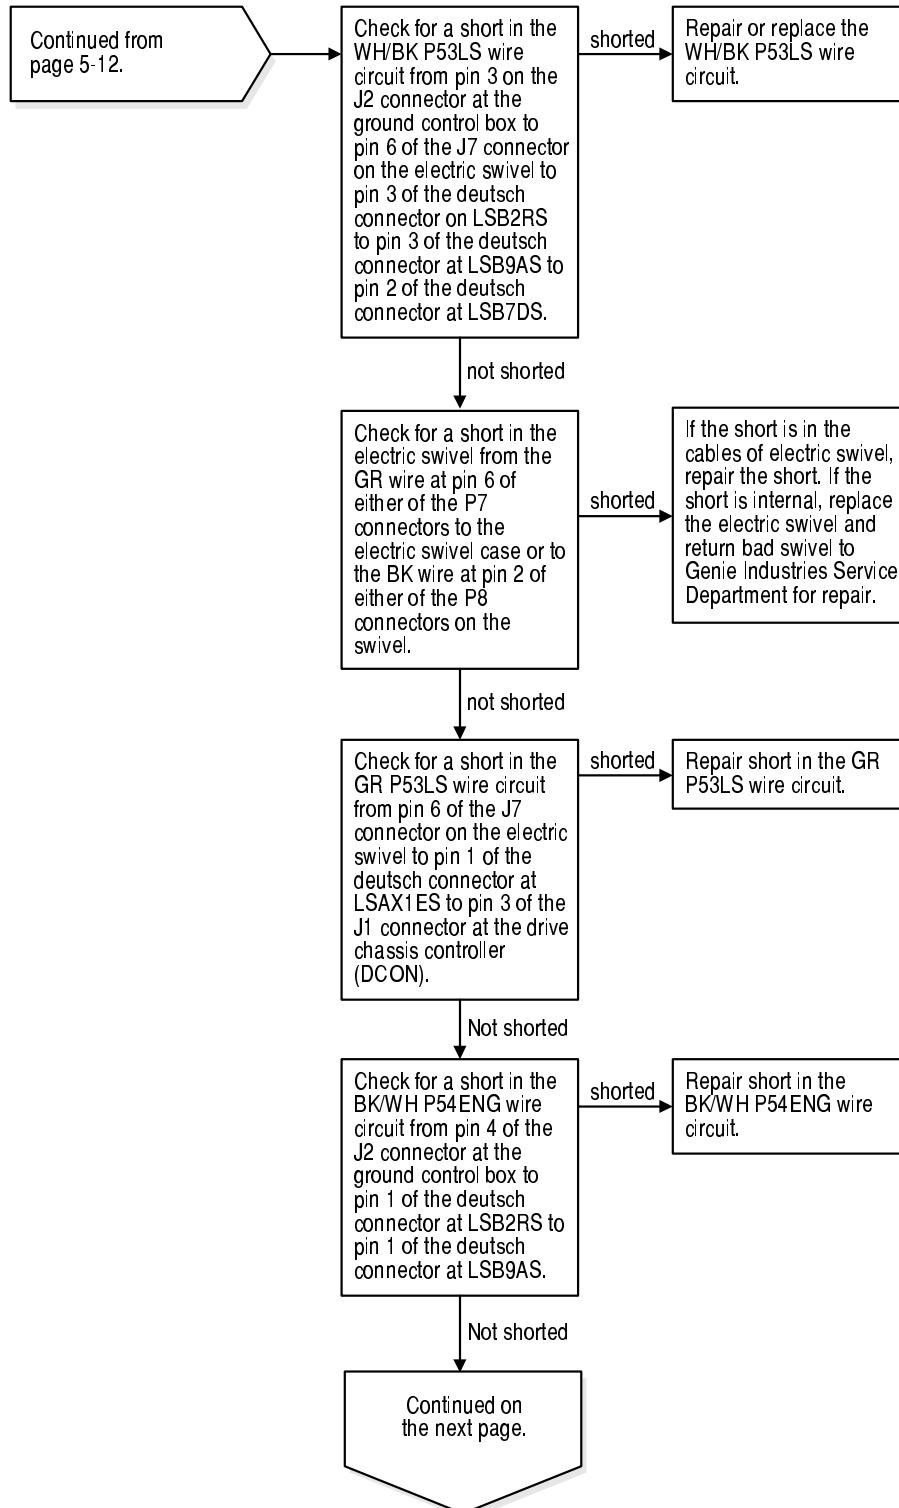 Continued from
page 5-12.
Check for a short in the
WH/BK P53LS wire
circuit from pin 3 on the
J2 connector at the
ground control box to
pin 6 of the J7 connector
on the electric swivel to
pin 3 of the deutsch
connector on LSB2RS
to pin 3 of the deutsch
connector at LSB9AS to
pin 2 of the deutsch
connector at LSB7DS.
shorted
Repair or replace the
WH/BK P53LS wire
circuit.
not shorted
Check for a short in the
electric swivel from the
GR wire at pin 6 of
either of the P7
connectors to the
electric swivel case or to
the BK wire at pin 2 of
either of the P8
connectors on the
swivel.
shorted
If the short is in the
cables of electric swivel,
repair the short. If the
short is internal, replace
the electric swivel and
return bad swivel to
Genie Industries Service
Department for repair.
not shorted
Check for a short in the
GR P53LS wire circuit
from pin 6 of the J7
connector on the electric
swivel to pin 1 of the
deutsch connector at
LSAX1ES to pin 3 of the
J1 connector at the drive
chassis controller
(DCON).
shorted
Repair short in the GR
P53LS wire circuit.
Not shorted
Check for a short in the
BK/WH P54ENG wire
circuit from pin 4 of the
J2 connector at the
ground control box to
pin 1 of the deutsch
connector at LSB2RS to
pin 1 of the deutsch
connector at LSB9AS.
shorted
Repair short in the
BK/WH P54ENG wire
circuit.
Not shorted
Continued on
the next page.